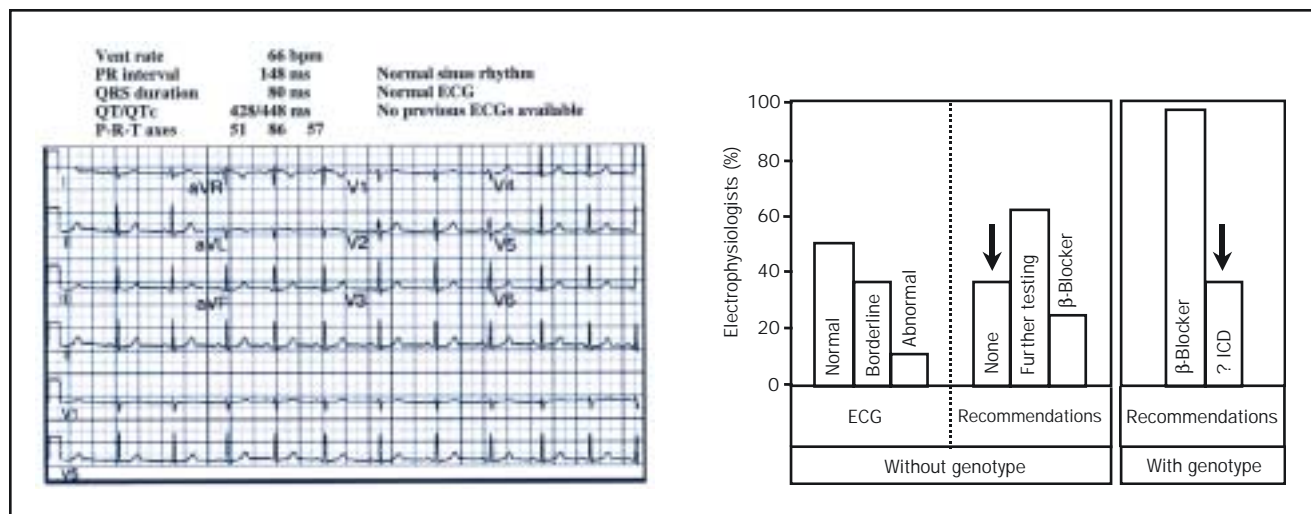 Vent rate 66 bpm
PR interval 148 ms Normal sinus rhythm
QRS duration 80 ms Normal ECG
QT/QTc 428/448 ms No previous ECGs available
P-R-T axes 51 86 57
I aVR V1 V4
II aVL V2 V5
III aVF V3 V6
II
V1
V5
Electrophysiologists (%)
100
80
60
40
20
0
Normal
Borderline
Abnormal
None
Further testing
β-Blocker
β-Blocker
? ICD
ECG Recommendations Recommendations
Without genotype With genotype